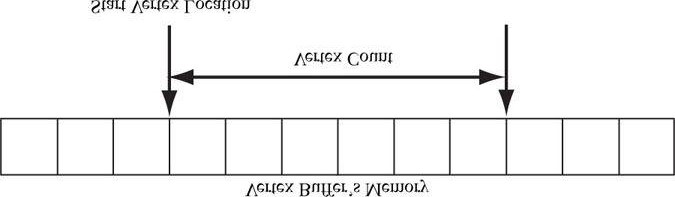 Start Vertex Location
Vertex Count
Vertex Buffer's Memory